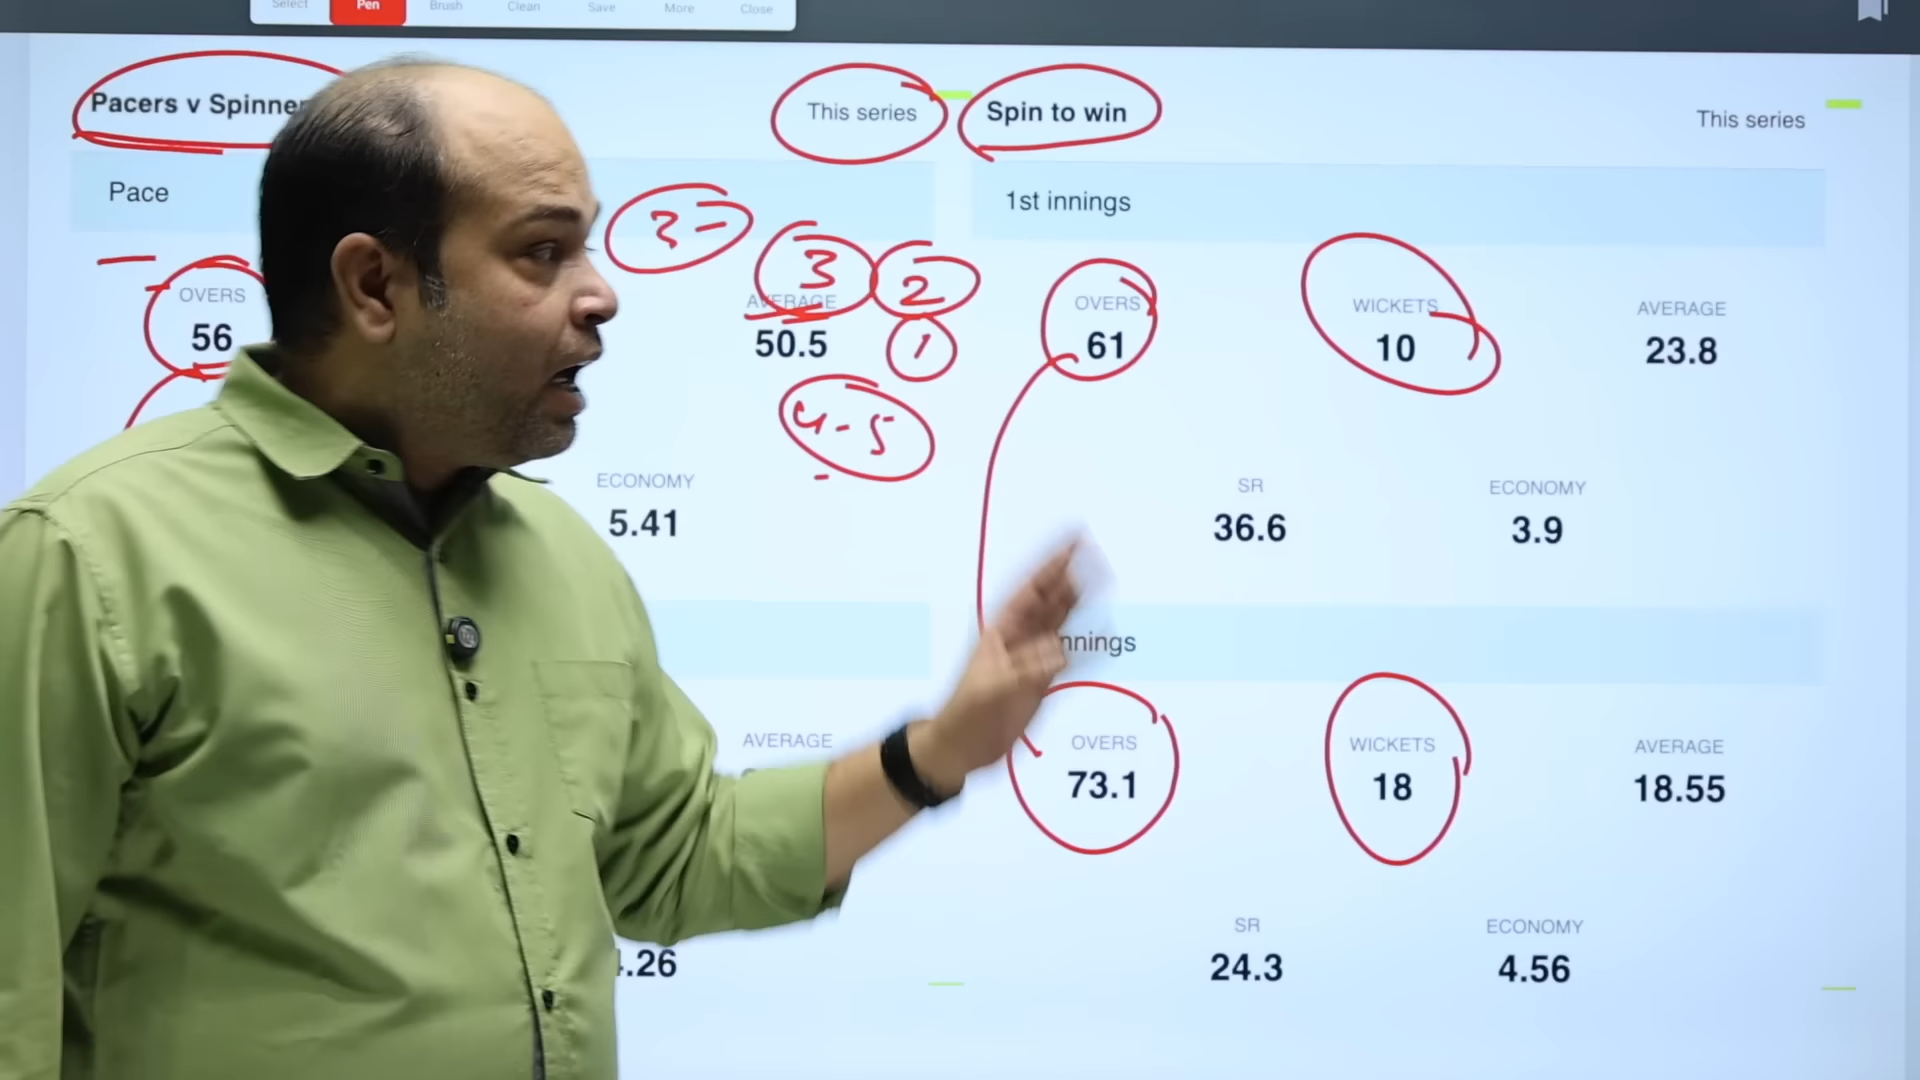 Select Pen Brush Clean Save More Close
Pacers v
This series
Spin to win
This series
Pace
3
2
1
4-5
OVERS
56
AVERAGE
50.5
ECONOMY
5.41
AVERAGE
1st innings
OVERS
61
WICKETS
10
AVERAGE
23.8
SR
36.6
ECONOMY
3.9
OVERS
73.1
WICKETS
18
AVERAGE
18.55
SR
24.3
ECONOMY
4.56